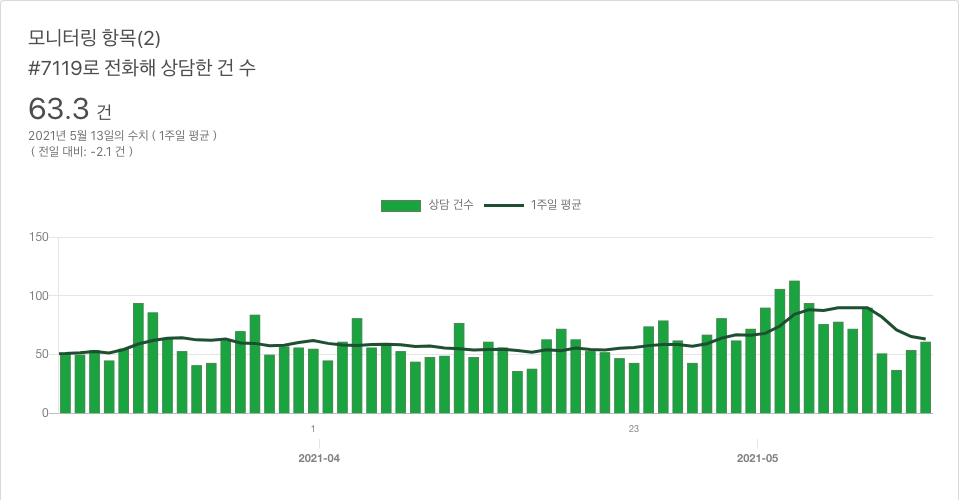 모니터링 항목(2)
#7119로 전화해 상담한 건 수
63.3 건
2021년 5월 13일의 수치 ( 1주일 평균 )
( 전일 대비: -2.1 건 )
상담 건수 1주일 평균
150
100
50
0
1 23
2021-04 2021-05